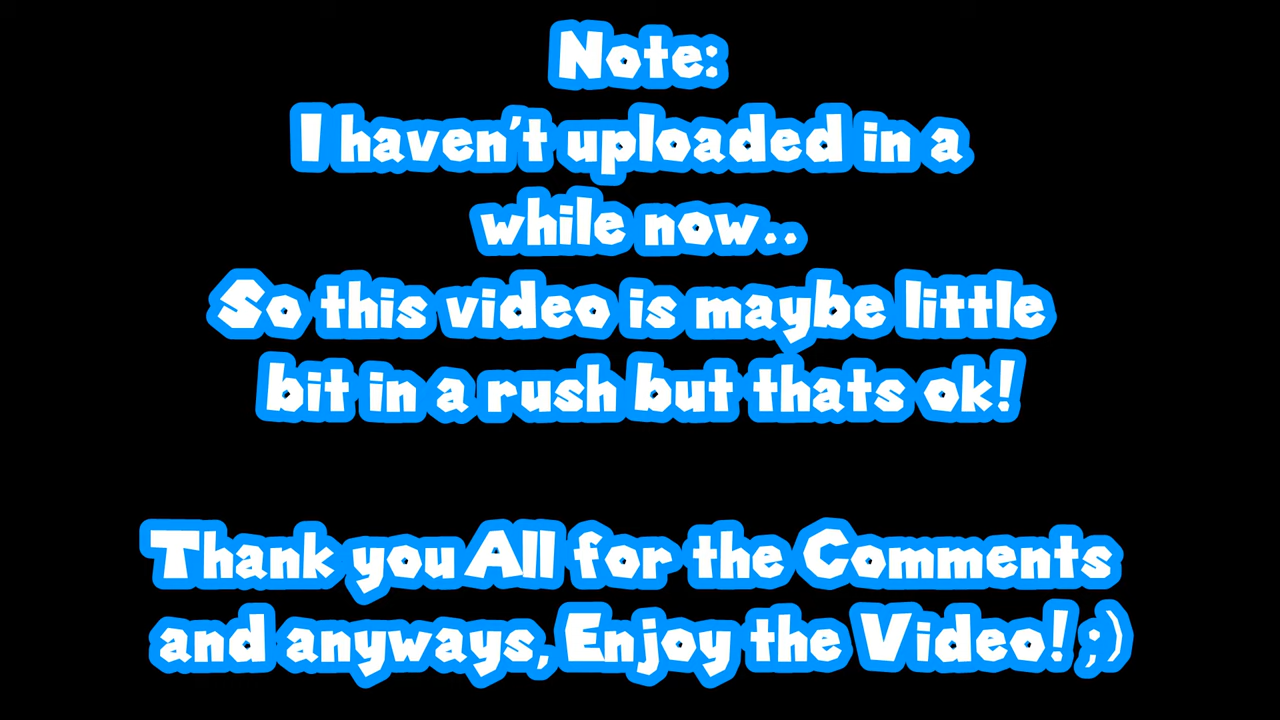 Note:
I haven't uploaded in a
while now..
So this video is maybe little
bit in a rush but thats ok!
Thank you All for the Comments
and anyways, Enjoy the Video! ;)